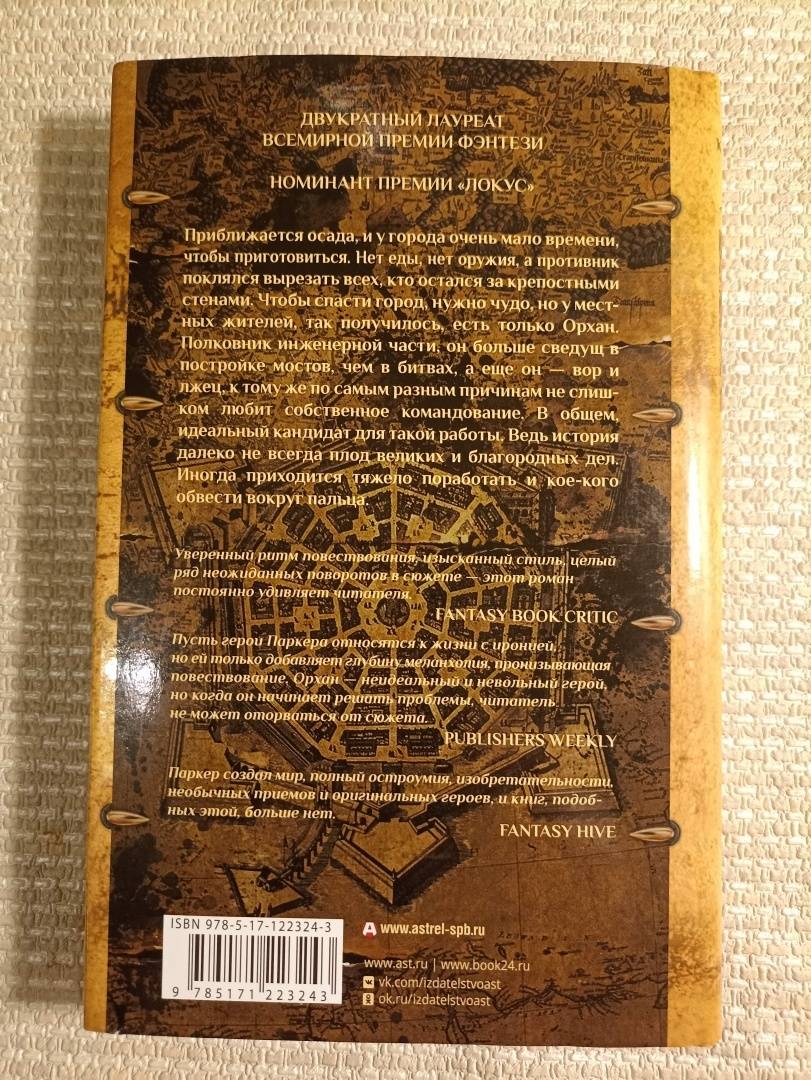 ДВУКРАТНЫЙ ЛАУРЕАТ
ВСЕМИРНОЙ ПРЕМИИ ФЭНТЕЗИ
НОМИНАНТ ПРЕМИИ «ЛОКУС»
Приближается осада, и у города очень мало времени,
чтобы приготовиться. Нет еды, нет оружия, а противник
поклялся вырезать всех, кто остался за крепостными
стенами. Чтобы спасти город, нужно чудо, но у мест-
ных жителей, так получилось, есть только Орхан.
Полковник инженерной части, он больше сведущ в
постройке мостов, чем в битвах, а еще он — вор и
лжец, к тому же по самым разным причинам не слиш-
ком любит собственное командование. В общем,
идеальный кандидат для такой работы. Ведь история
далеко не всегда плод великих и благородных дел.
Иногда приходится тяжело поработать и кое-кого
обвести вокруг пальца.
Уверенный ритм повествования, изысканный стиль, целый
ряд неожиданных поворотов в сюжете — этот роман
постоянно удивляет читателя.
FANTASY BOOK CRITIC
Пусть герои Паркера относятся к жизни с иронией,
но ей только добавляет глубину меланхолия, пронизывающая
повествование. Орхан — неидеальный и невольный герой,
но когда он начинает решать проблемы, читатель
не может оторваться от сюжета.
PUBLISHERS WEEKLY
Паркер создал мир, полный остроумия, изобретательности,
необычных приемов и оригинальных героев, и книг, подоб-
ных этой, больше нет.
FANTASY HIVE
ISBN 978-5-17-122324-3
9 785171 223243
www.astrel-spb.ru
www.ast.ru | www.book24.ru
vk.com/izdatelstvoast
ok.ru/izdatelstvoast